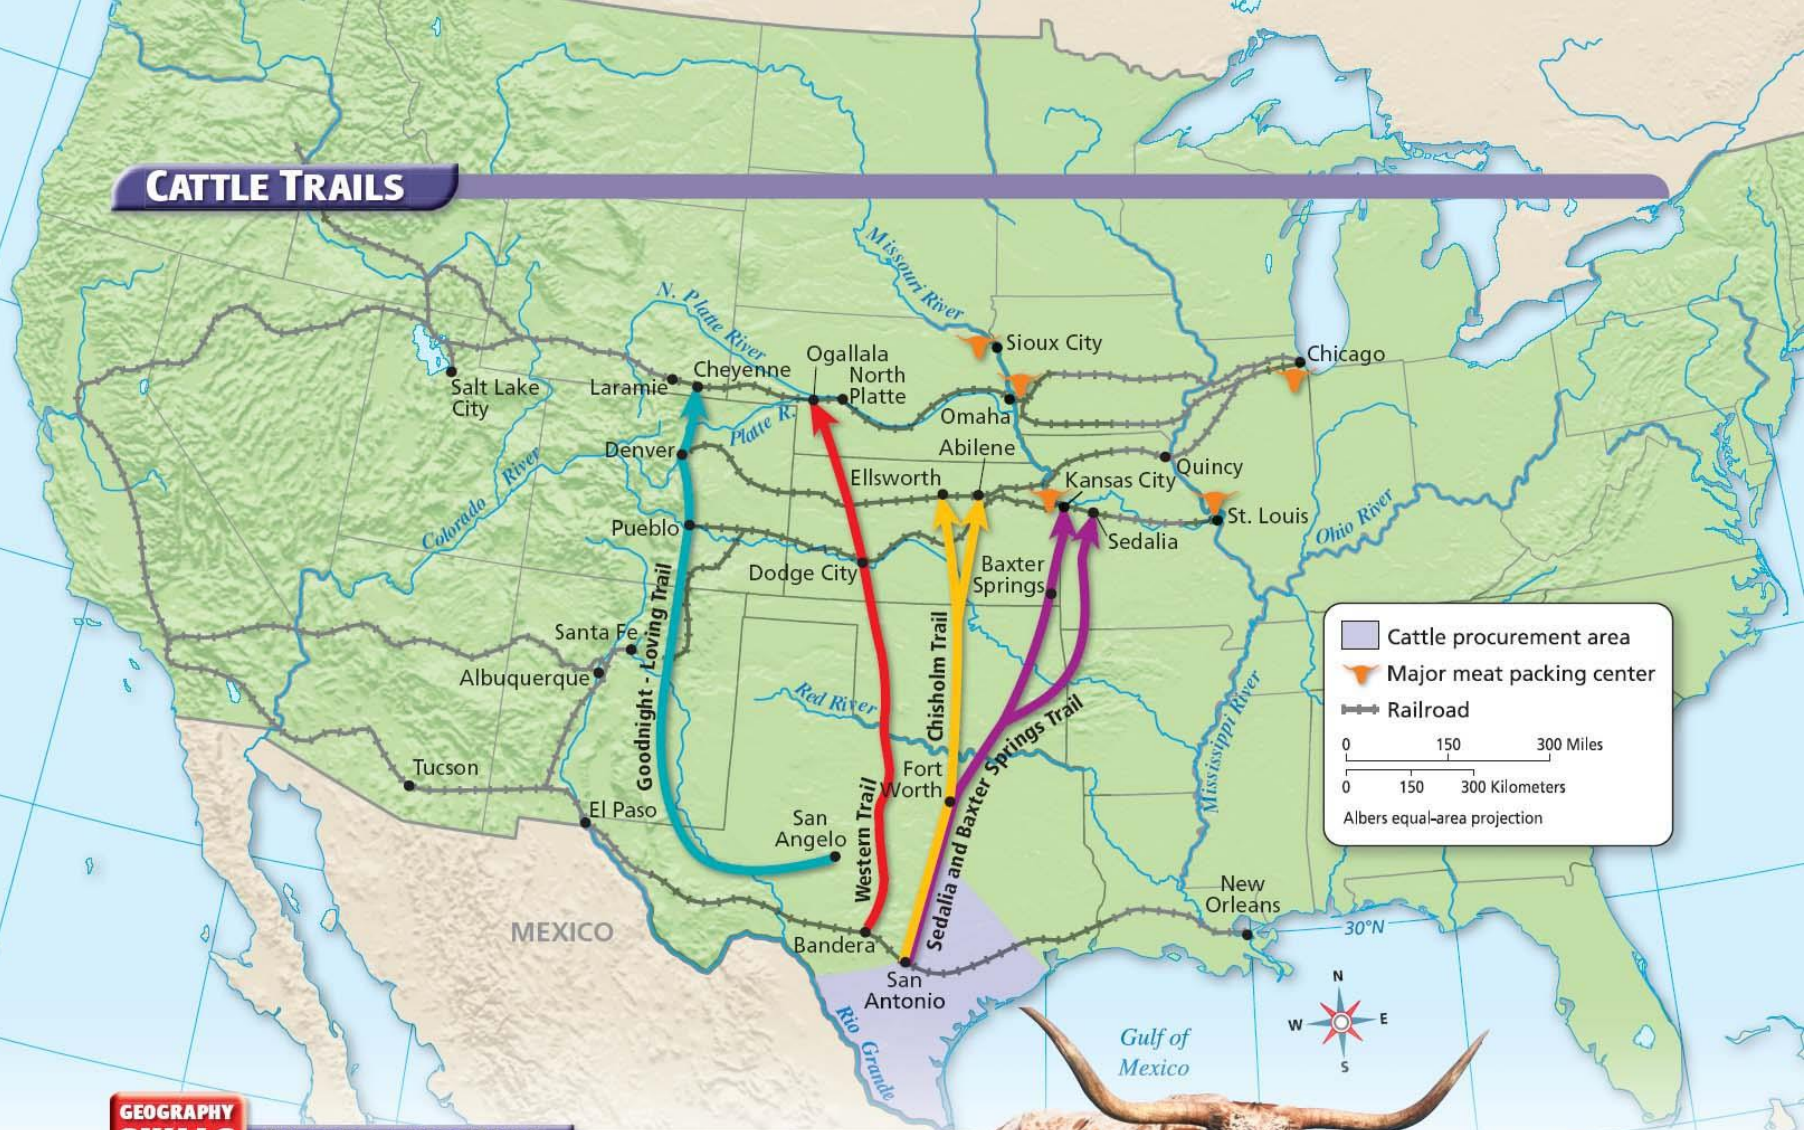 CATTLE TRAILS
Missouri River
N. Platte River
Sioux City
Ogallala
Chicago
Cheyenne
North
Platte
Laramie
Salt Lake
City
Omaha
Platte R.
Abilene
Denver
Quincy
Ellsworth
Kansas City
Colorado River
St. Louis
Ohio River
Pueblo
Sedalia
Dodge City
Baxter
Springs
Goodnight - Loving Trail
Santa Fe
Albuquerque
Chisholm Trail
Red River
Sedalia and Baxter Springs Trail
Mississippi River
Tucson
Fort
Worth
El Paso
San
Angelo
Western Trail
Cattle procurement area
Major meat packing center
Railroad
0 150 300 Miles
0 150 300 Kilometers
Albers equal-area projection
New
Orleans
30°N
MEXICO
Bandera
San
Antonio
Rio Grande
Gulf of
Mexico
N
W E
S
GEOGRAPHY